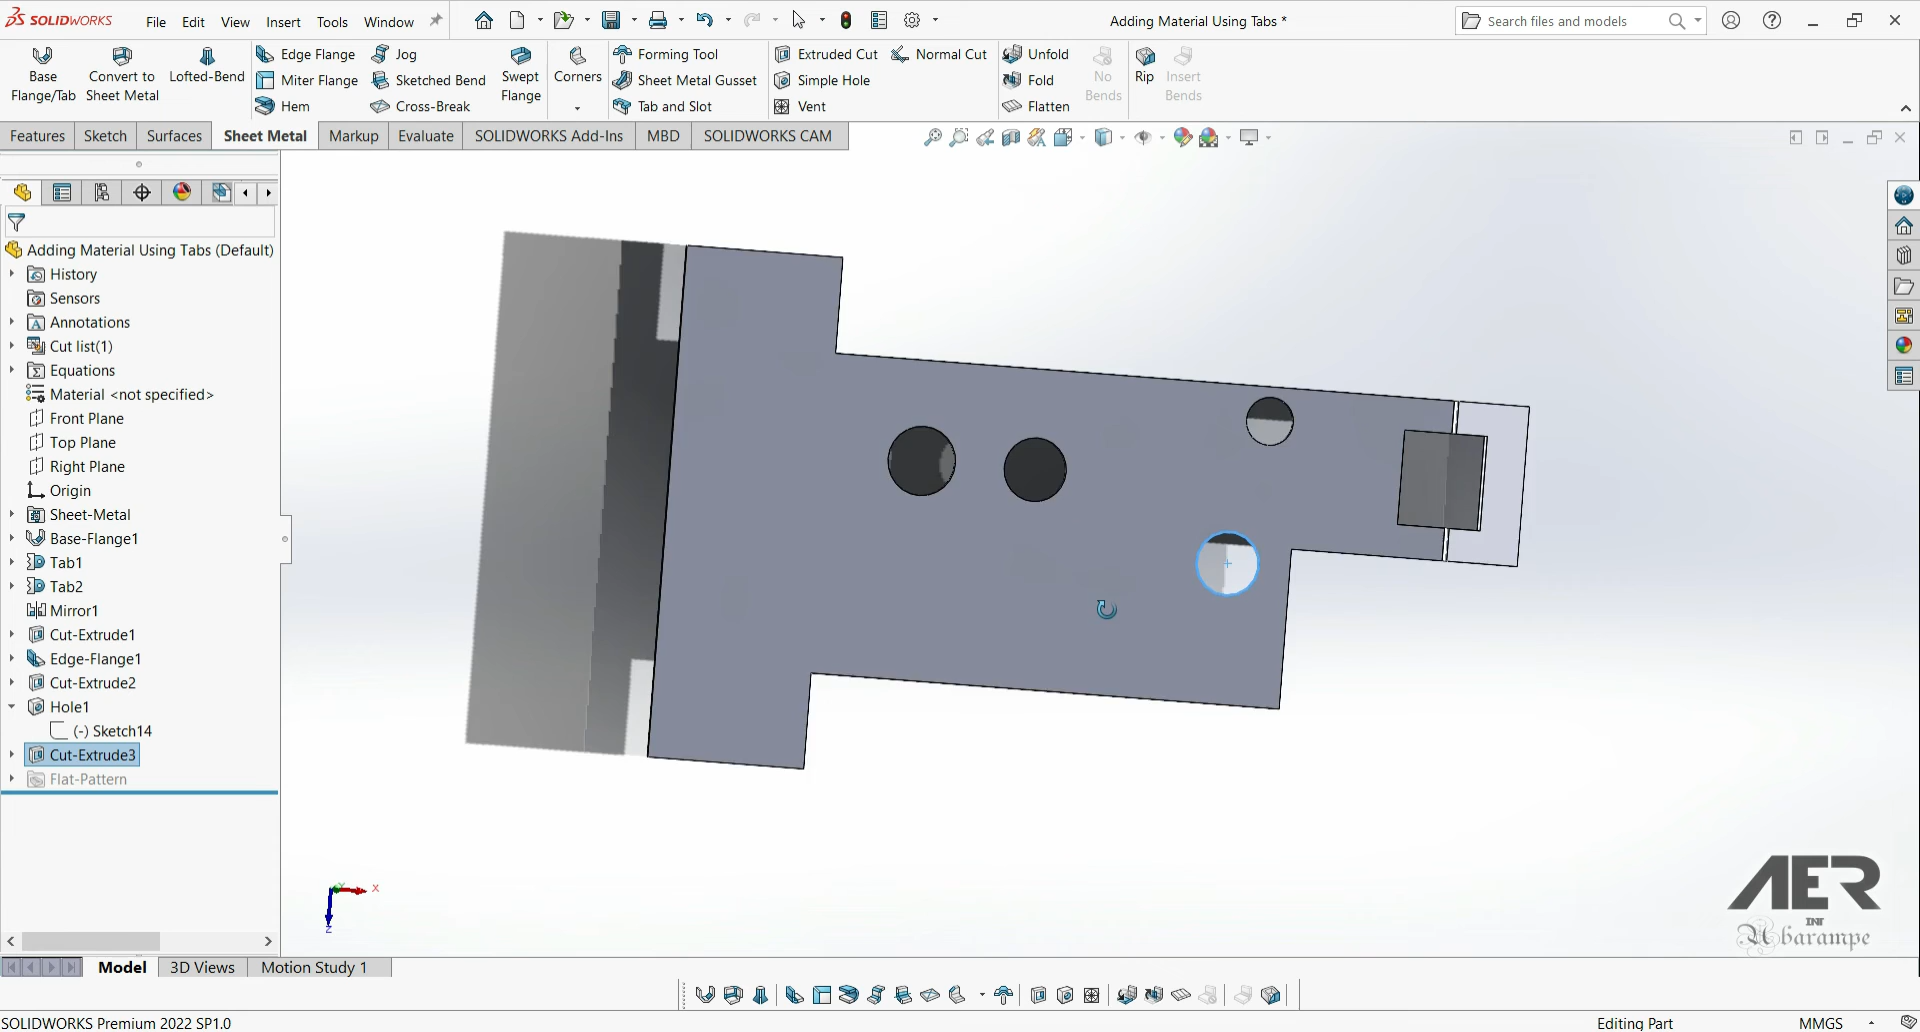 SOLIDWORKS File Edit View Insert Tools Window
Adding Material Using Tabs *
Search files and models
Base Flange/Tab
Convert to Sheet Metal
Lofted-Bend
Edge Flange
Miter Flange
Hem
Jog
Sketched Bend
Cross-Break
Swept Flange
Corners
Forming Tool
Sheet Metal Gusset
Tab and Slot
Extruded Cut
Simple Hole
Vent
Normal Cut
Unfold
Fold
Flatten
No Bends
Rip
Insert Bends
Features Sketch Surfaces Sheet Metal Markup Evaluate SOLIDWORKS Add-Ins MBD SOLIDWORKS CAM
Adding Material Using Tabs (Default)
History
Sensors
Annotations
Cut list(1)
Equations
Material <not specified>
Front Plane
Top Plane
Right Plane
Origin
Sheet-Metal
Base-Flange1
Tab1
Tab2
Mirror1
Cut-Extrude1
Edge-Flange1
Cut-Extrude2
Hole1
(-) Sketch14
Cut-Extrude3
Flat-Pattern
X
Z
AER
INT
Abarampe
Model 3D Views Motion Study 1
SOLIDWORKS Premium 2022 SP1.0
Editing Part
MMGS